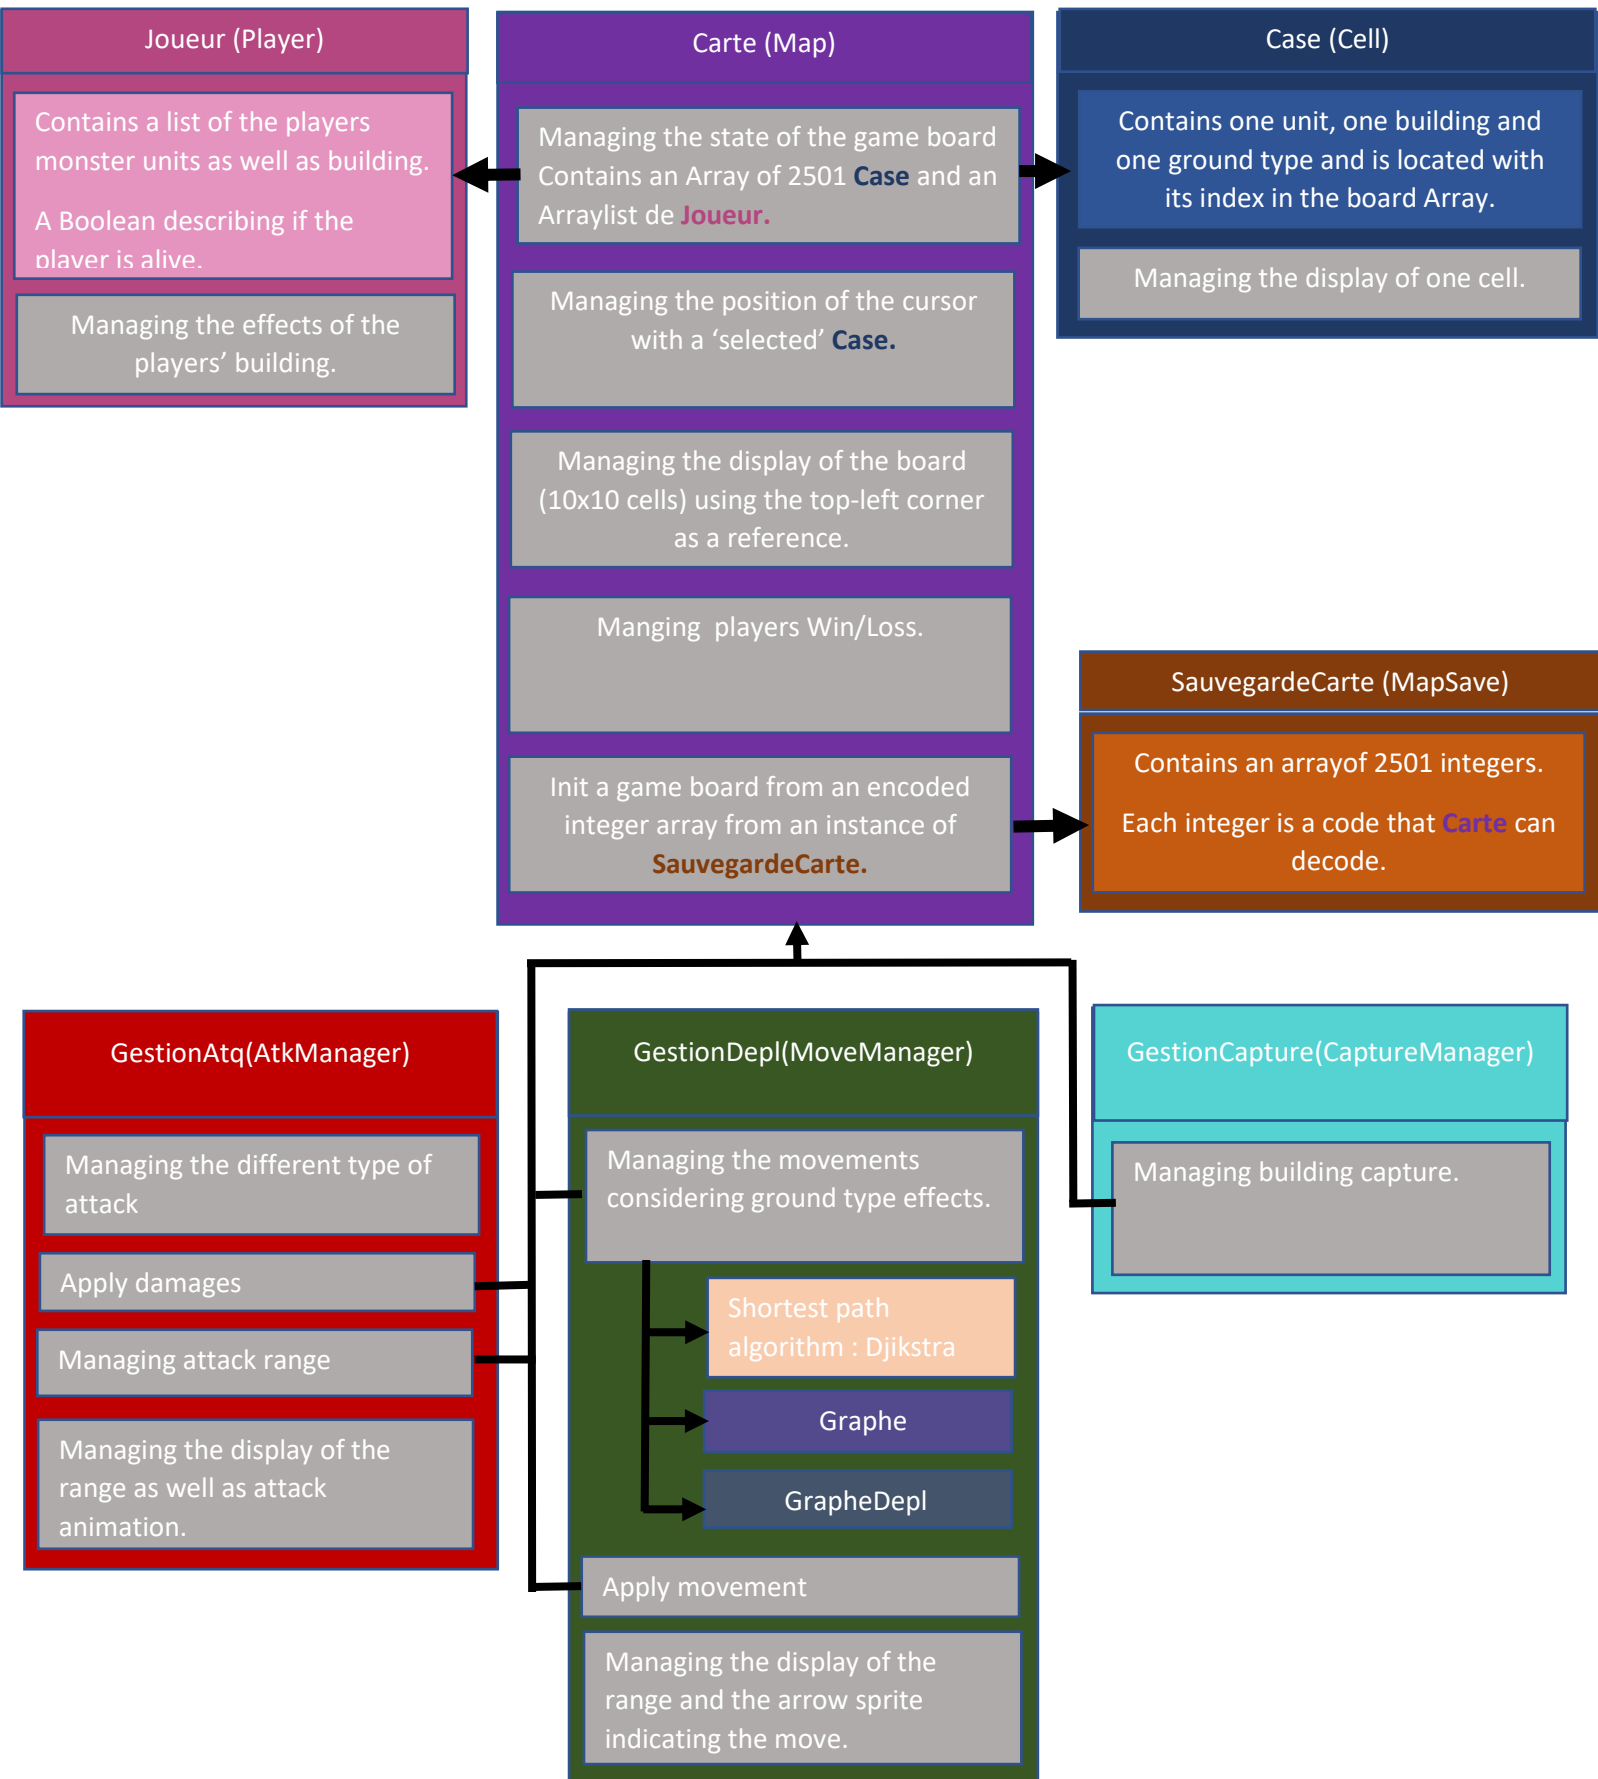 Joueur (Player)
Contains a list of the players
monster units as well as building.
A Boolean describing if the
player is alive.
Managing the effects of the
players’ building.
Carte (Map)
Managing the state of the game board
Contains an Array of 2501 Case and an
Arraylist de Joueur.
Managing the position of the cursor
with a ‘selected’ Case.
Managing the display of the board
(10x10 cells) using the top-left corner
as a reference.
Manging  players Win/Loss.
Init a game board from an encoded
integer array from an instance of
SauvegardeCarte.
Case (Cell)
Contains one unit, one building and
one ground type and is located with
its index in the board Array.
Managing the display of one cell.
SauvegardeCarte (MapSave)
Contains an arrayof 2501 integers.
Each integer is a code that Carte can
decode.
GestionAtq(AtkManager)
Managing the different type of
attack
Apply damages
Managing attack range
Managing the display of the
range as well as attack
animation.
GestionDepl(MoveManager)
Managing the movements
considering ground type effects.
Shortest path
algorithm : Djikstra
Graphe
GrapheDepl
Apply movement
Managing the display of the
range and the arrow sprite
indicating the move.
GestionCapture(CaptureManager)
Managing building capture.